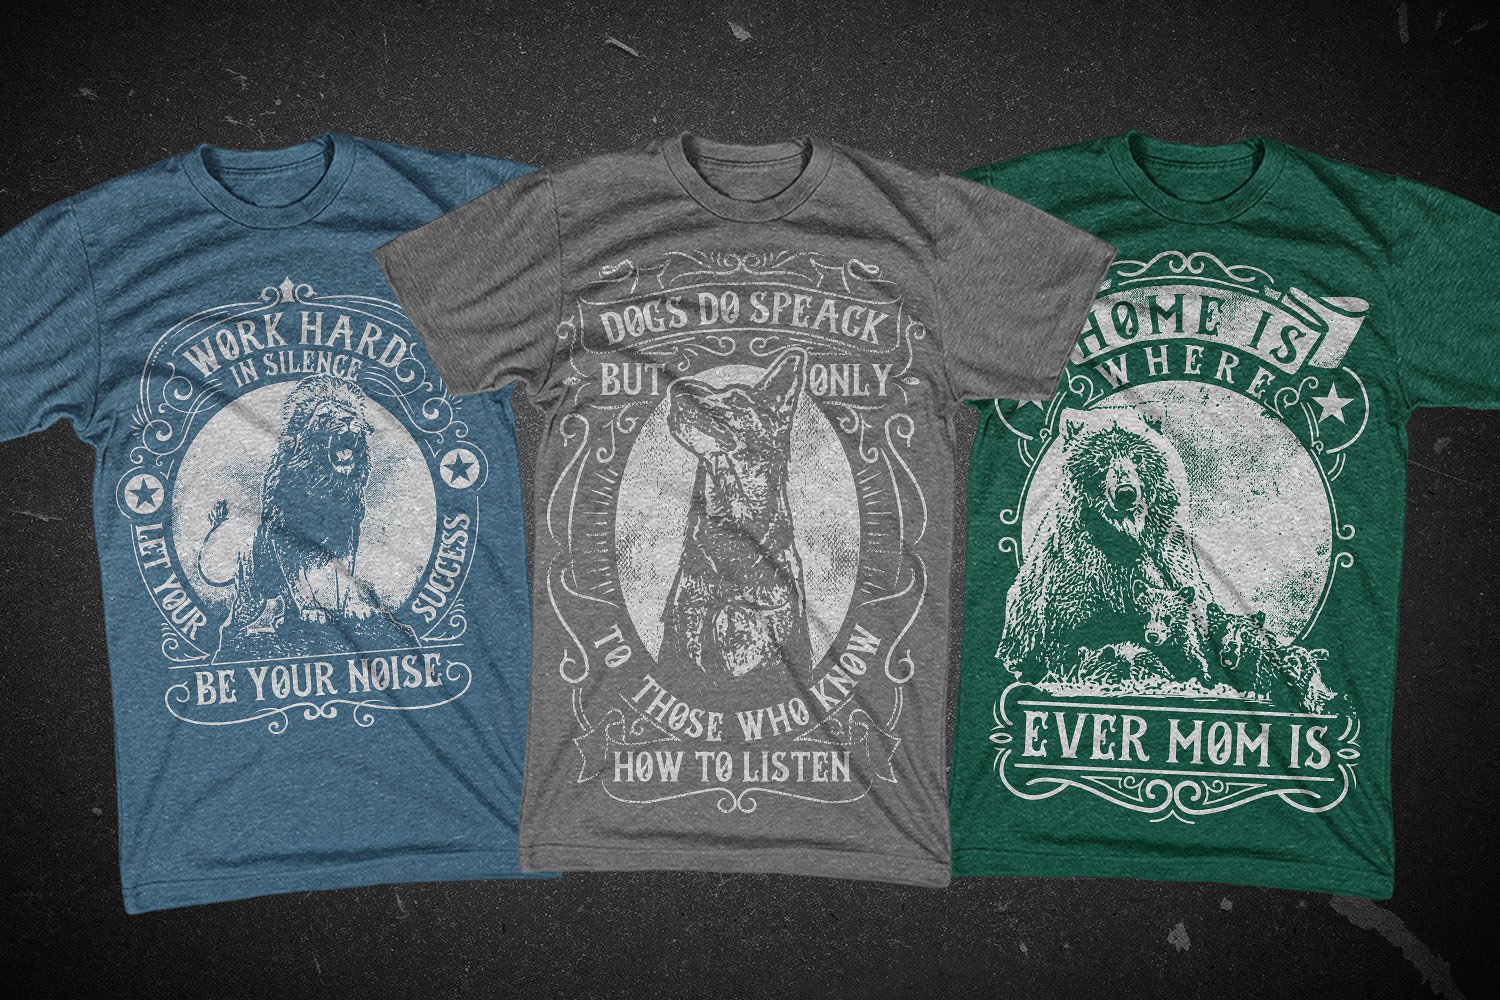 WORK HARD
IN SILENCE
LET YOUR
SUCCESS
BE YOUR NOISE
DOGS DO SPEACK
BUT ONLY
TO THOSE WHO KNOW
HOW TO LISTEN
HOME IS
WHERE
EVER MOM IS